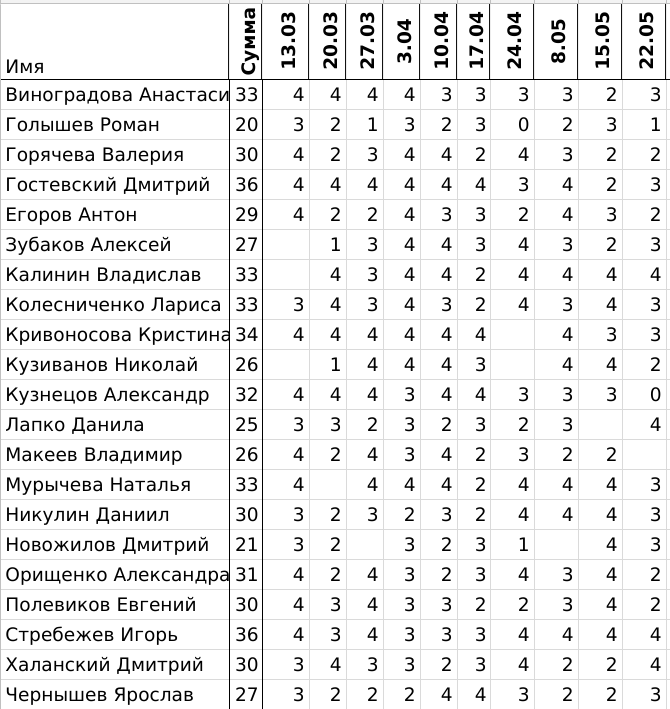 Имя Сумма 13.03 20.03 27.03 3.04 10.04 17.04 24.04 8.05 15.05 22.05
Виноградова Анастаси 33 4 4 4 4 3 3 3 3 2 3
Голышев Роман 20 3 2 1 3 2 3 0 2 3 1
Горячева Валерия 30 4 2 3 4 4 2 4 3 2 2
Гостевский Дмитрий 36 4 4 4 4 4 4 3 4 2 3
Егоров Антон 29 4 2 2 4 3 3 2 4 3 2
Зубаков Алексей 27 1 3 4 4 3 4 3 2 3
Калинин Владислав 33 4 3 4 4 2 4 4 4 4
Колесниченко Лариса 33 3 4 3 4 3 2 4 3 4 3
Кривоносова Кристина 34 4 4 4 4 4 4 4 3 3
Кузиванов Николай 26 1 4 4 4 3 4 4 2
Кузнецов Александр 32 4 4 4 3 4 4 3 3 3 0
Лапко Данила 25 3 3 2 3 2 3 2 3 4
Макеев Владимир 26 4 2 4 3 4 2 3 2 2
Мурычева Наталья 33 4 4 4 4 2 4 4 4 3
Никулин Даниил 30 3 2 3 2 3 2 4 4 4 3
Новожилов Дмитрий 21 3 2 3 2 3 1 4 3
Орищенко Александра 31 4 2 4 3 2 3 4 3 4 2
Полевиков Евгений 30 4 3 4 3 3 2 2 3 4 2
Стребежев Игорь 36 4 3 4 3 3 3 4 4 4 4
Халанский Дмитрий 30 3 4 3 3 2 3 4 2 2 4
Чернышев Ярослав 27 3 2 2 2 4 4 3 2 2 3